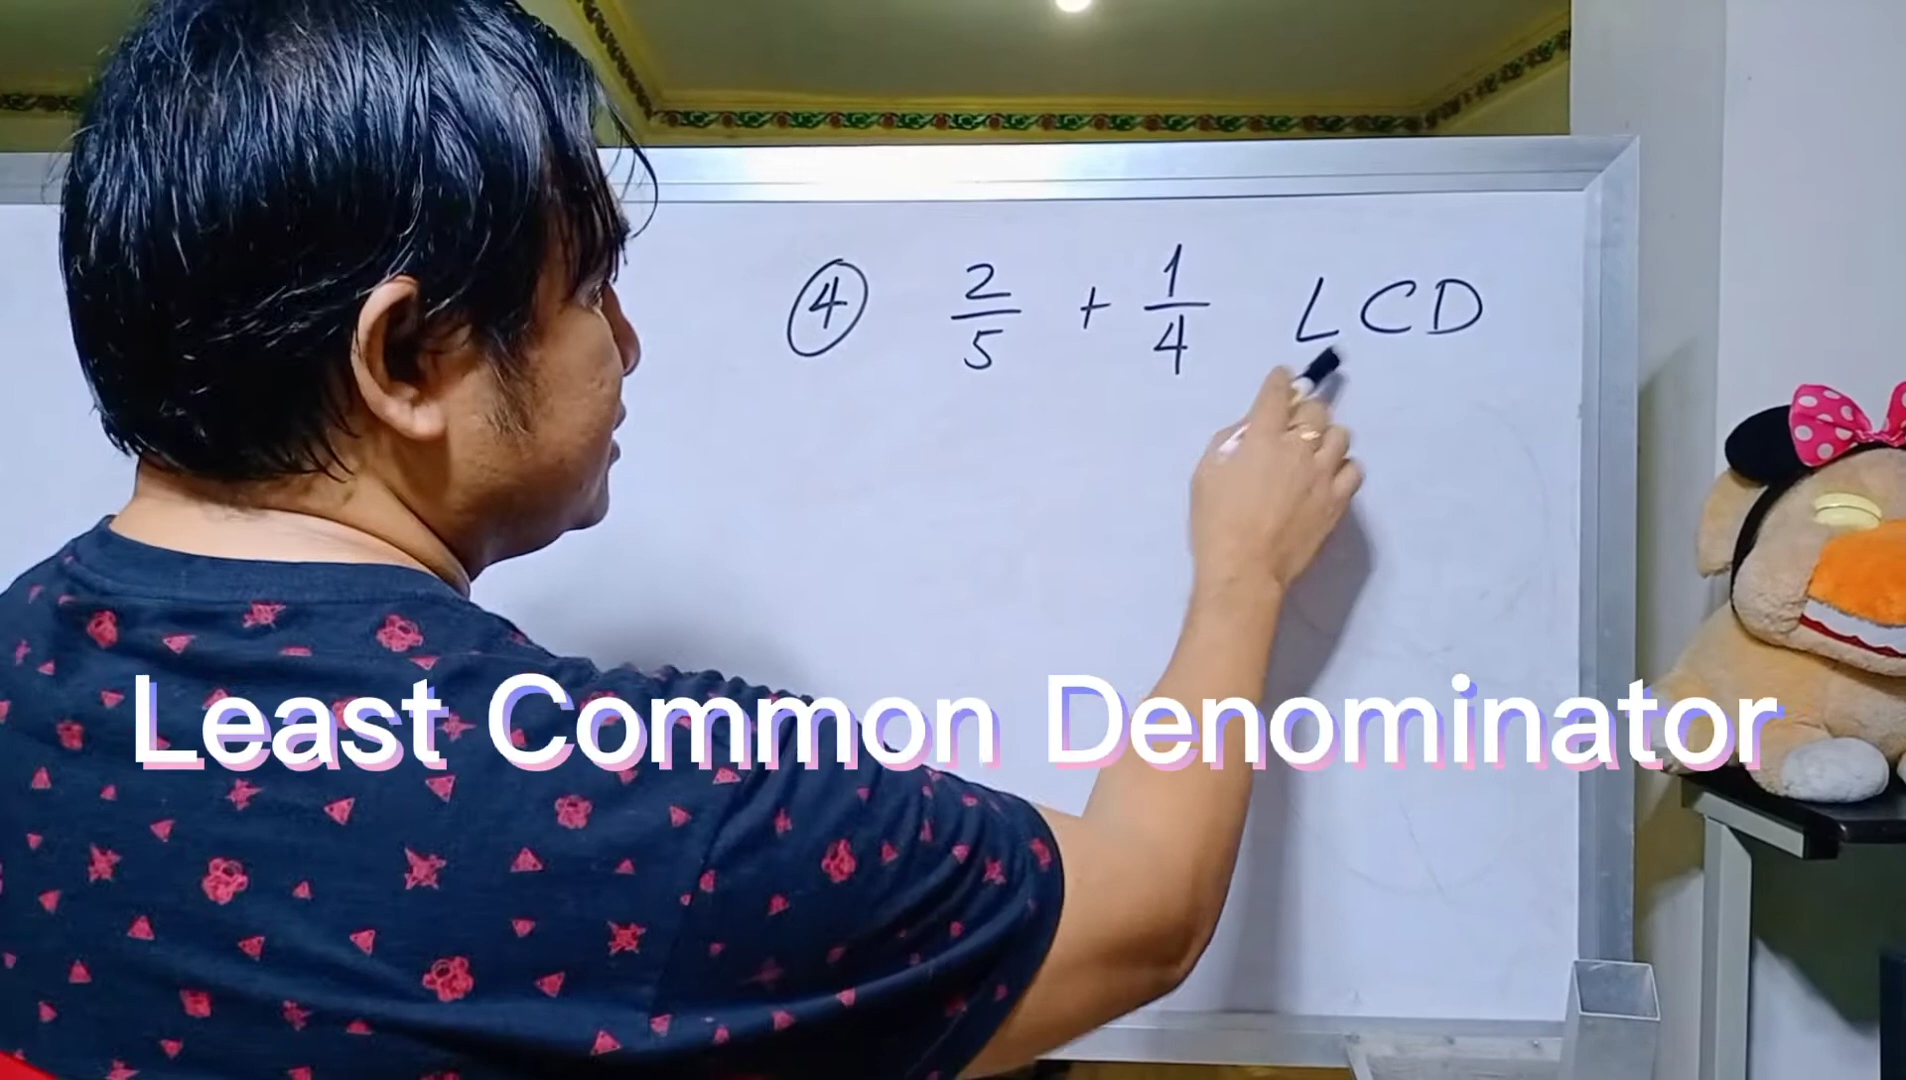 ④ 2/5 + 1/4 LCD
Least Common Denominator